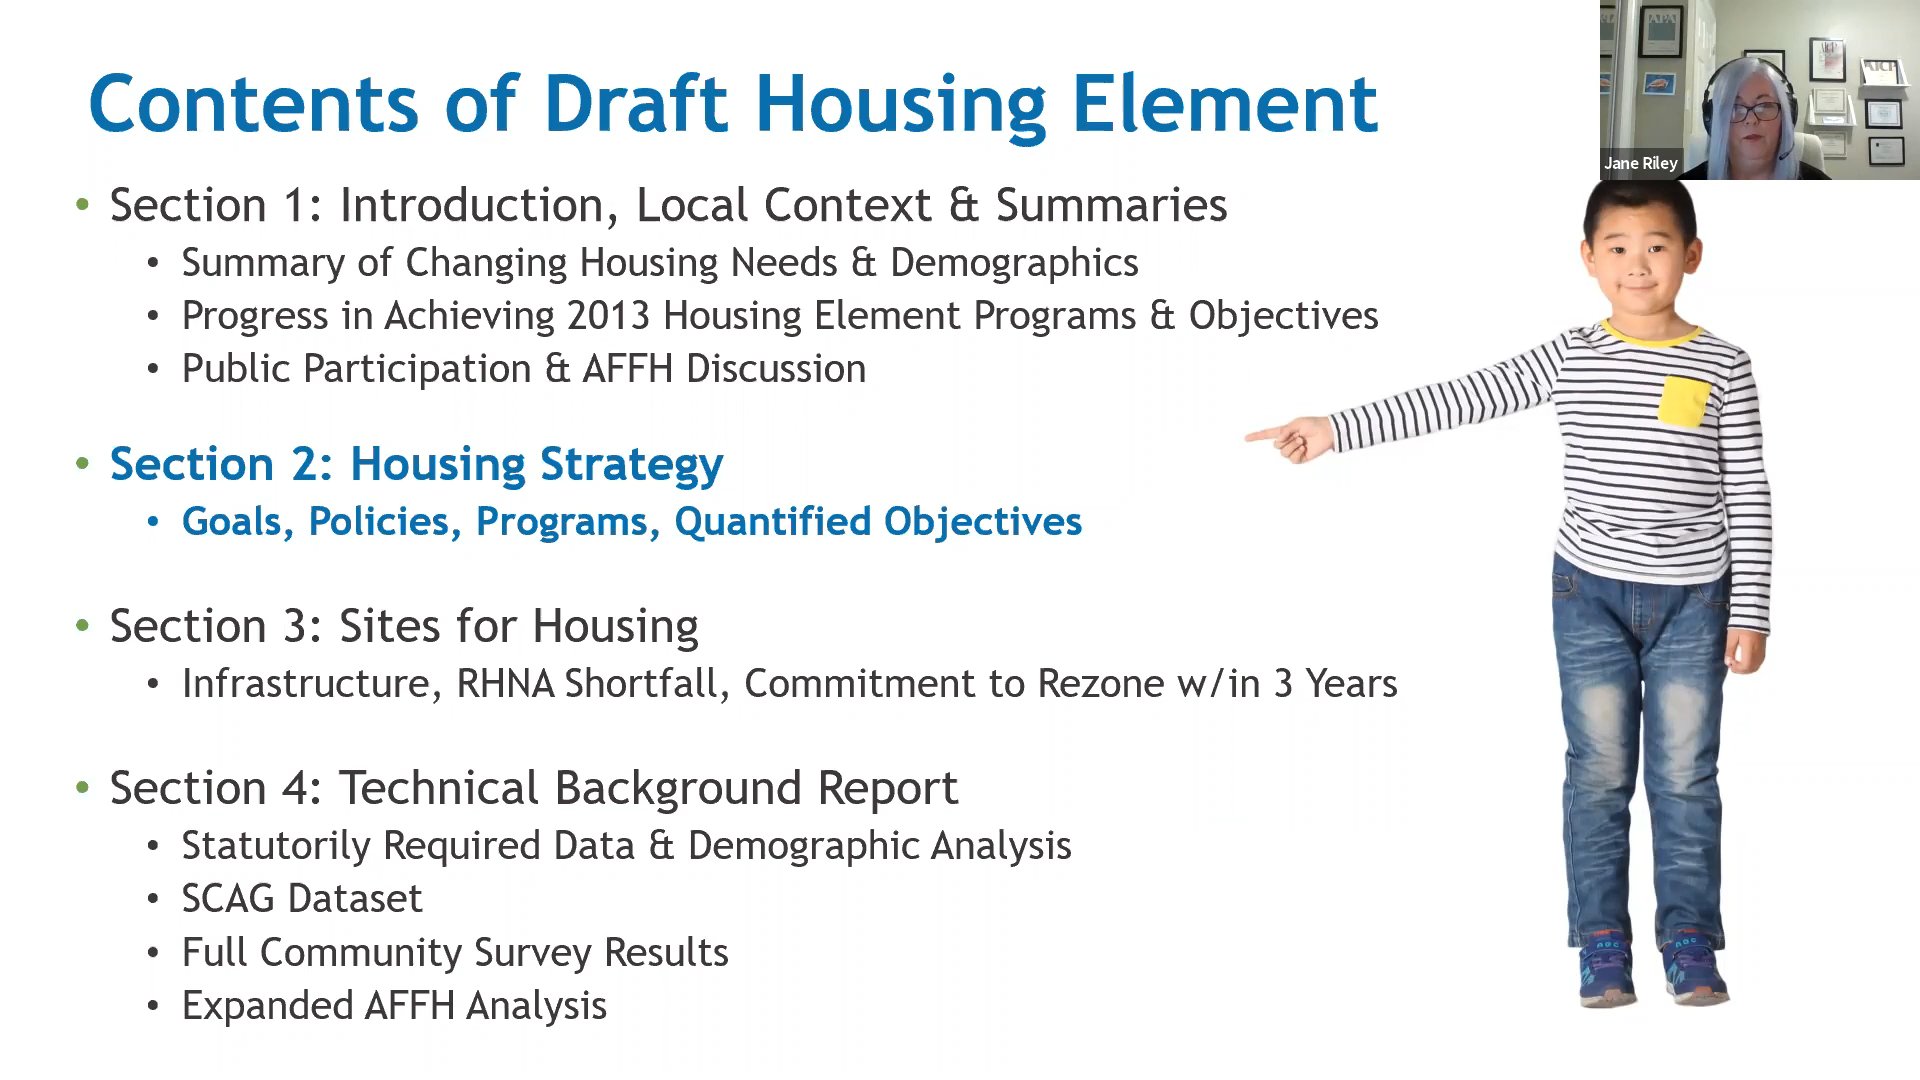 Contents of Draft Housing Element
• Section 1: Introduction, Local Context & Summaries
• Summary of Changing Housing Needs & Demographics
• Progress in Achieving 2013 Housing Element Programs & Objectives
• Public Participation & AFFH Discussion
• Section 2: Housing Strategy
• Goals, Policies, Programs, Quantified Objectives
• Section 3: Sites for Housing
• Infrastructure, RHNA Shortfall, Commitment to Rezone w/in 3 Years
• Section 4: Technical Background Report
• Statutorily Required Data & Demographic Analysis
• SCAG Dataset
• Full Community Survey Results
• Expanded AFFH Analysis
APA
AICP
Jane Riley